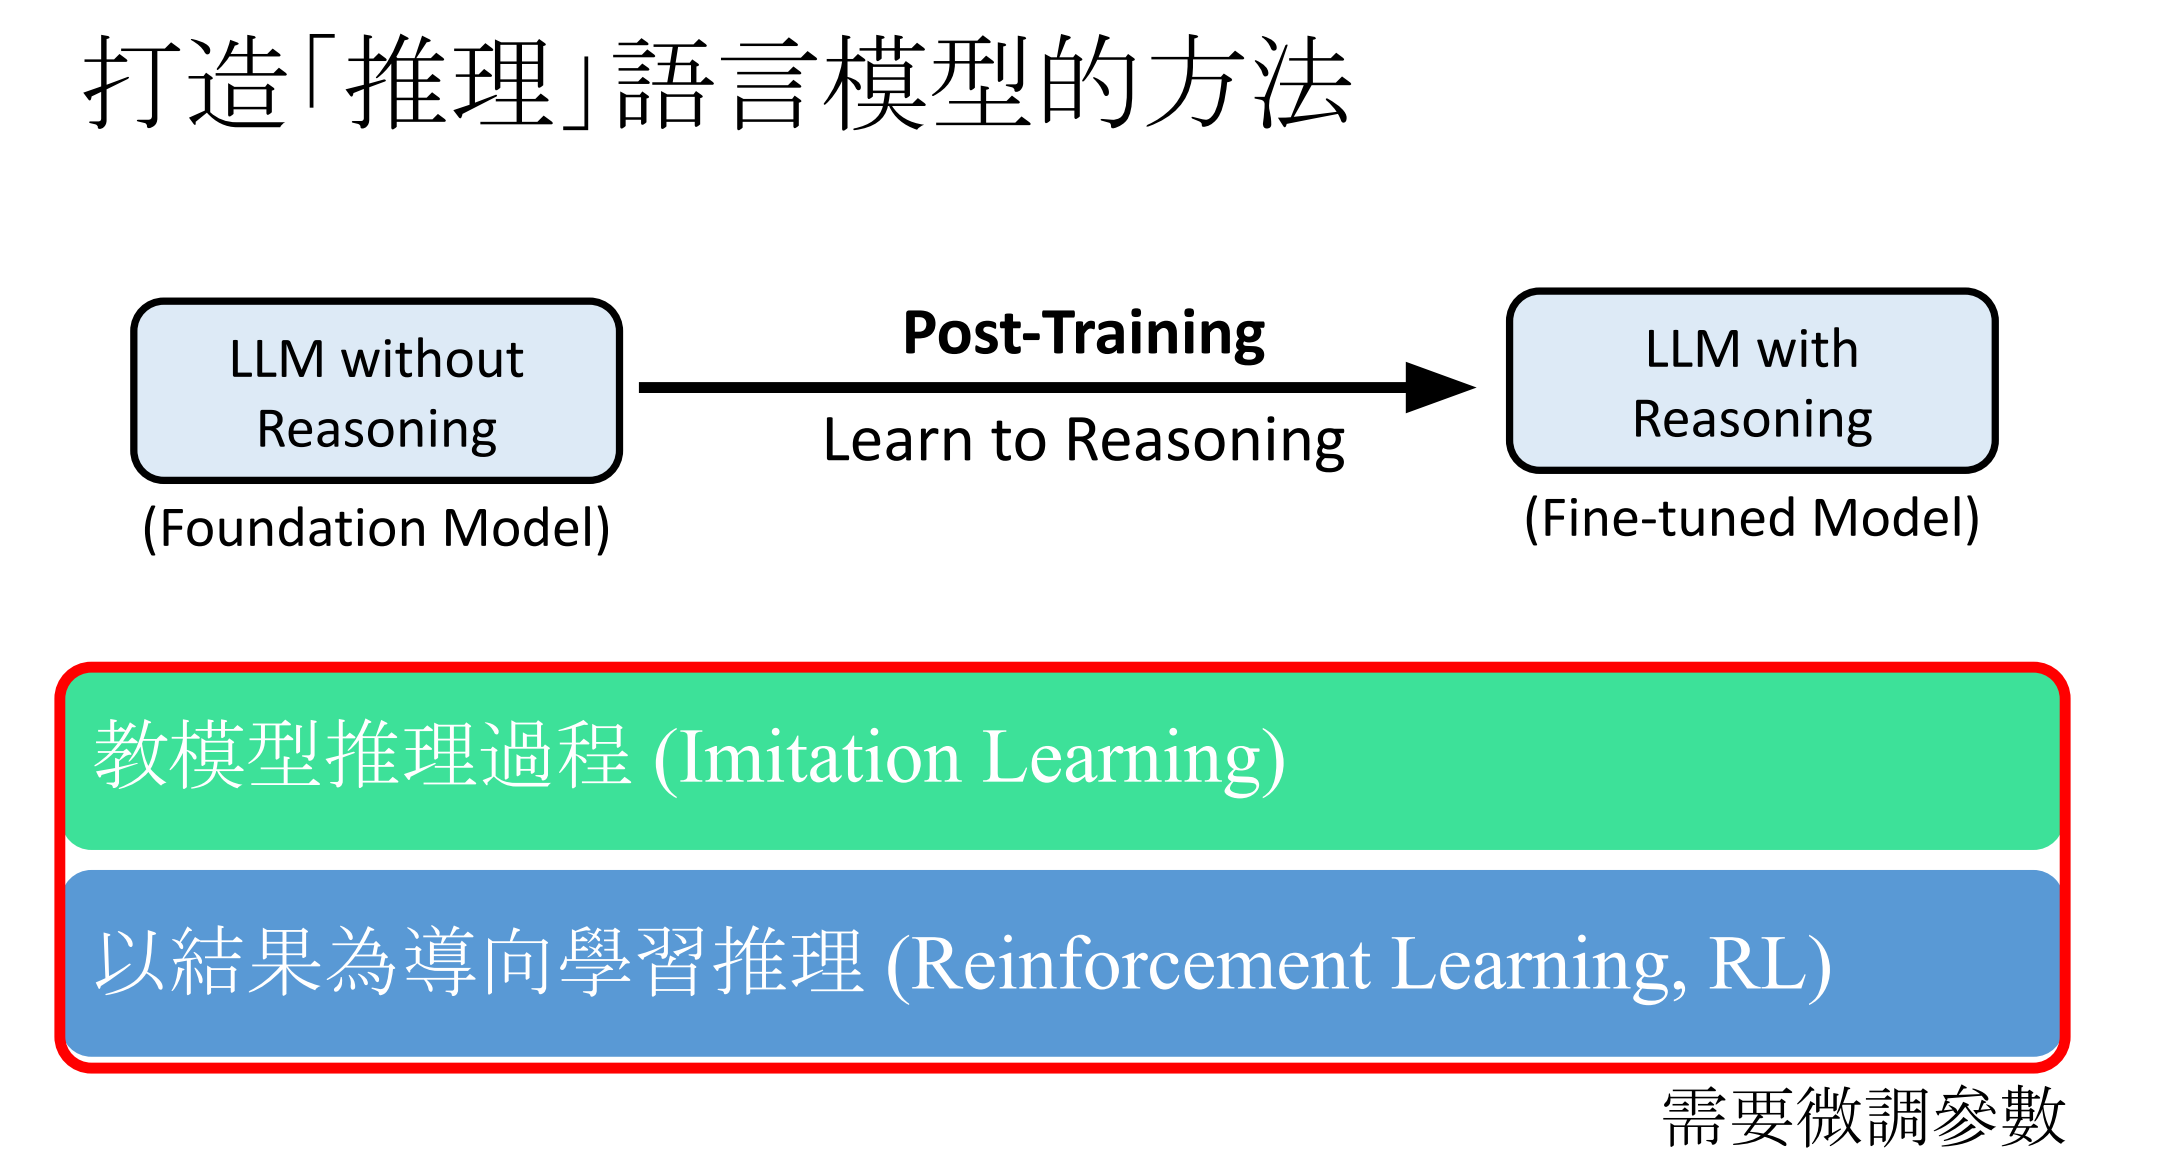 打造「推理」語言模型的方法
LLM without
Reasoning
(Foundation Model)
Post-Training
Learn to Reasoning
LLM with
Reasoning
(Fine-tuned Model)
教模型推理過程 (Imitation Learning)
以結果為導向學習推理 (Reinforcement Learning, RL)
需要微調參數